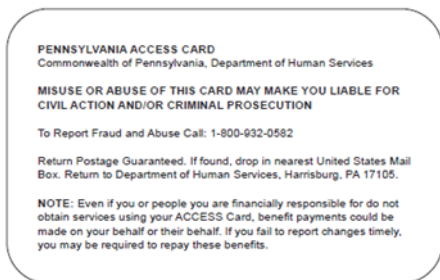 PENNSYLVANIA ACCESS CARD
Commonwealth of Pennsylvania, Department of Human Services
MISUSE OR ABUSE OF THIS CARD MAY MAKE YOU LIABLE FOR
CIVIL ACTION AND/OR CRIMINAL PROSECUTION
To Report Fraud and Abuse Call: 1-800-932-0582
Return Postage Guaranteed. If found, drop in nearest United States Mail
Box. Return to Department of Human Services, Harrisburg, PA 17105.
NOTE: Even if you or people you are financially responsible for do not
obtain services using your ACCESS Card, benefit payments could be
made on your behalf or their behalf. If you fail to report changes timely,
you may be required to repay these benefits.